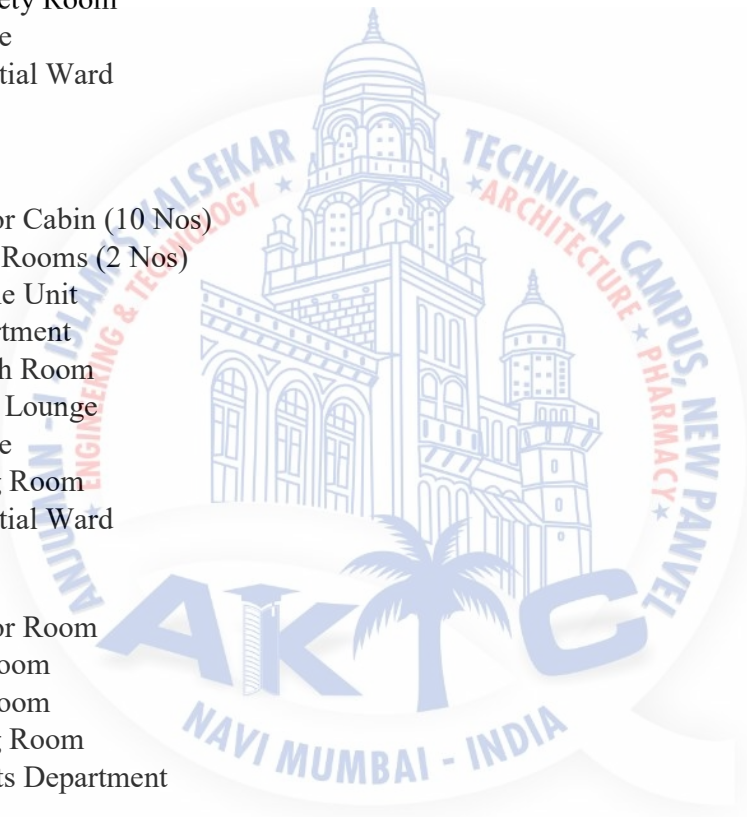 ety Room
e
tial Ward
or Cabin (10 Nos)
Rooms (2 Nos)
e Unit
rtment
h Room
Lounge
e
g Room
tial Ward
or Room
oom
oom
g Room
ts Department
ANJUMAN - I - ISLAM'S KALSEKAR TECHNICAL CAMPUS, NEW PANVEL
ENGINEERING & TECHNOLOGY ★ ★ ARCHITECTURE ★ PHARMACY ★
AKTC
NAVI MUMBAI - INDIA